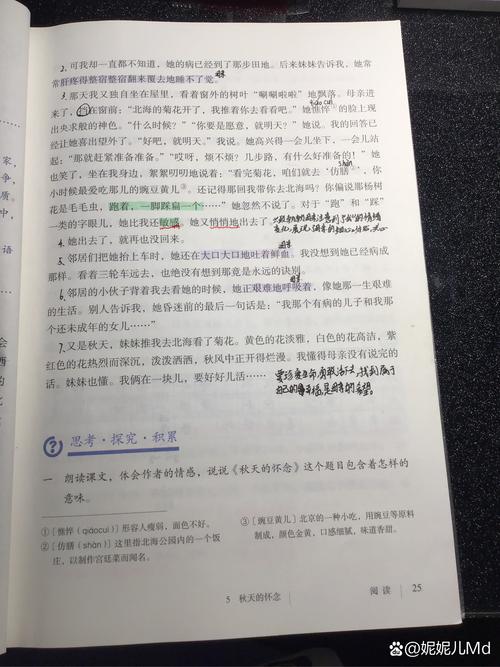 2.可我却一直都不知道,她的病已经到了那步田地。后来妹妹告诉我,她常
常肝疼得整宿整宿翻来覆去地睡不了觉。
3.那天我又独自坐在屋里,看着窗外的树叶“唰唰啦啦”地飘落。母亲进
来了,挡在窗前:“北海的菊花开了,我推着你去看看吧。”她憔悴①的脸上现
出央求般的神色。“什么时候?”“你要是愿意,就明天?”她说。我的回答已
经让她喜出望外了。“好吧,就明天。”我说。她高兴得一会儿坐下,一会儿站
起:“那就赶紧准备准备。”“哎呀,烦不烦?几步路,有什么好准备的!”她
也笑了,坐在我身边,絮絮叨叨地说着:“看完菊花,咱们就去‘仿膳’②,你
小时候最爱吃那儿的豌豆黄儿③。还记得那回我带你去北海吗?你偏说那杨树
花是毛毛虫,跑着,一脚踩扁一个……”她忽然不说了。对于“跑”和“踩”
一类的字眼儿,她比我还敏感。她又悄悄地出去了。
4.她出去了,就再也没回来。
5.邻居们把她抬上车时,她还在大口大口地吐着鲜血。我没想到她已经病成
那样。看着三轮车远去,也绝没有想到那竟是永远的诀别。
6.邻居的小伙子背着我去看她的时候,她正艰难地呼吸着,像她那一生艰难
的生活。别人告诉我,她昏迷前的最后一句话是:“我那个有病的儿子和我那
个还未成年的女儿……”
7.又是秋天,妹妹推我去北海看了菊花。黄色的花淡雅,白色的花高洁,紫
红色的花热烈而深沉,泼泼洒洒,秋风中正开得烂漫。我懂得母亲没有说完的
话。妹妹也懂。我俩在一块儿,要好好儿活……
思考·探究·积累
一 朗读课文,体会作者的情感,说说《秋天的怀念》这个题目包含着怎样的
意味。
①〔憔悴(qiáocuì)〕形容人瘦弱,面色不好。
②〔仿膳(shàn)〕这里指北海公园内的一个饭
庄,以制作宫廷菜而闻名。
③〔豌豆黄儿〕北京的一种小吃,用豌豆等原料
制成,颜色金黄,口感细腻,味道香甜。
5 秋天的怀念
阅读 25
@妮妮儿Md